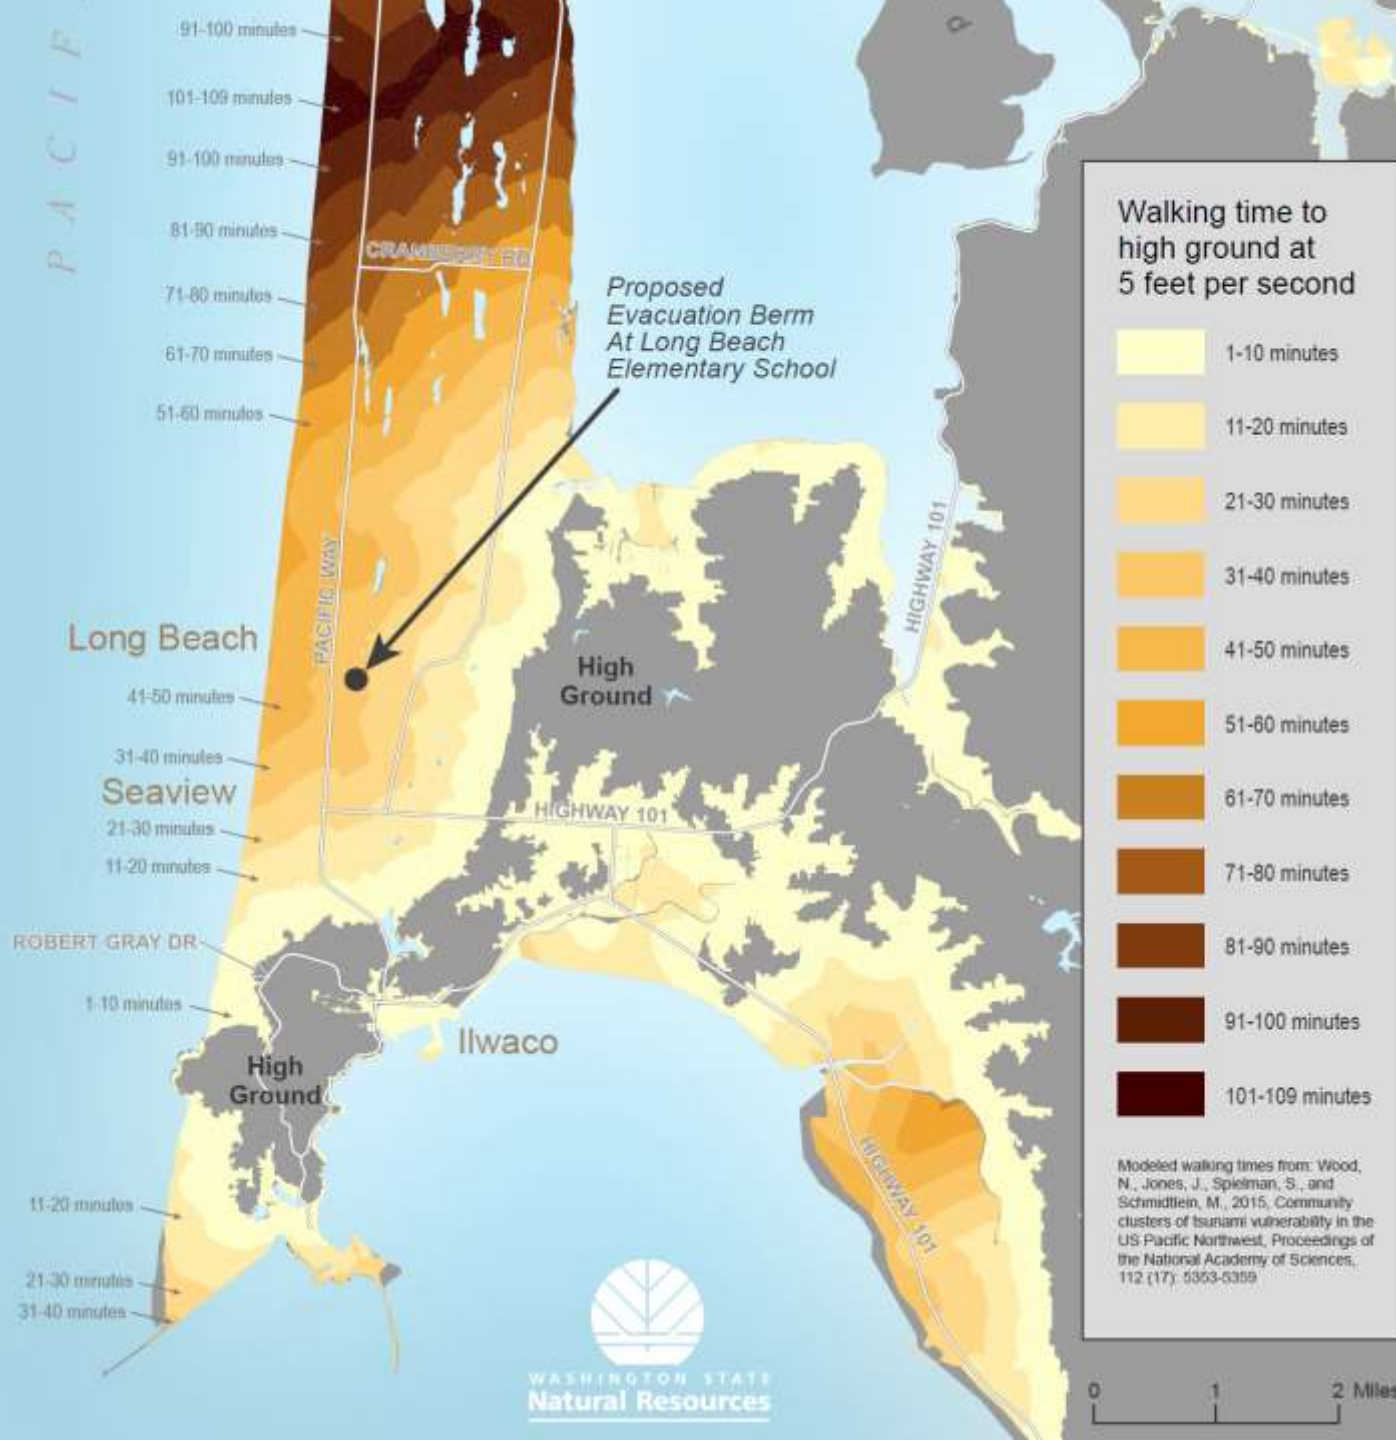 PACIF
91-100 minutes
101-109 minutes
91-100 minutes
81-90 minutes
71-80 minutes
61-70 minutes
51-60 minutes
CRANBERRY RD
Proposed
Evacuation Berm
At Long Beach
Elementary School
PACIFIC WAY
Long Beach
41-50 minutes
31-40 minutes
Seaview
21-30 minutes
11-20 minutes
ROBERT GRAY DR
1-10 minutes
High
Ground
HIGHWAY 101
HIGHWAY 101
Ilwaco
High
Ground
HIGHWAY 101
11-20 minutes
21-30 minutes
31-40 minutes
WASHINGTON STATE
Natural Resources
Walking time to
high ground at
5 feet per second
1-10 minutes
11-20 minutes
21-30 minutes
31-40 minutes
41-50 minutes
51-60 minutes
61-70 minutes
71-80 minutes
81-90 minutes
91-100 minutes
101-109 minutes
Modeled walking times from: Wood,
N., Jones, J., Spielman, S., and
Schmidtlein, M., 2015, Community
clusters of tsunami vulnerability in the
US Pacific Northwest, Proceedings of
the National Academy of Sciences,
112 (17): 5353-5359
0 1 2 Miles